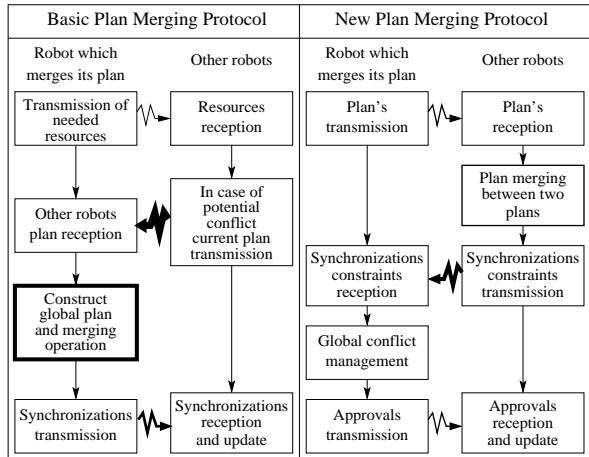 Basic Plan Merging Protocol
Robot which
merges its plan
Other robots
Transmission of
needed
resources
Resources
reception
Other robots
plan reception
In case of
potential
conflict
current plan
transmission
Construct
global plan
and merging
operation
Synchronizations
transmission
Synchronizations
reception
and update
New Plan Merging Protocol
Robot which
merges its plan
Other robots
Plan's
transmission
Plan's
reception
Plan merging
between two
plans
Synchronizations
constraints
reception
Synchronizations
constraints
transmission
Global conflict
management
Approvals
transmission
Approvals
reception
and update